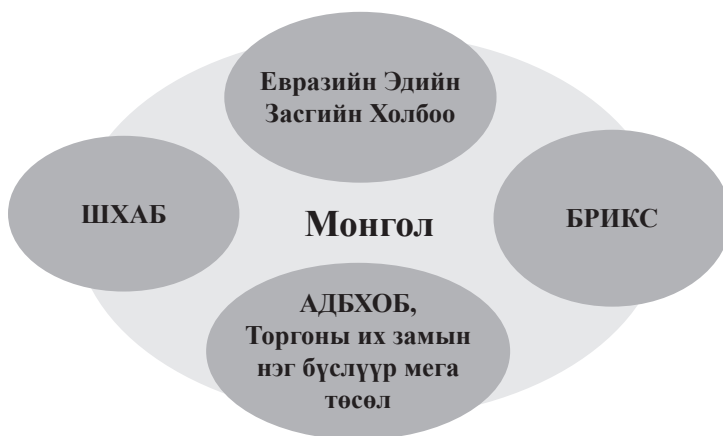 Евразийн Эдийн
Засгийн Холбоо
ШХАБ
Монгол
БРИКС
АДБХОБ,
Торгоны их замын
нэг бүслүүр мега
төсөл